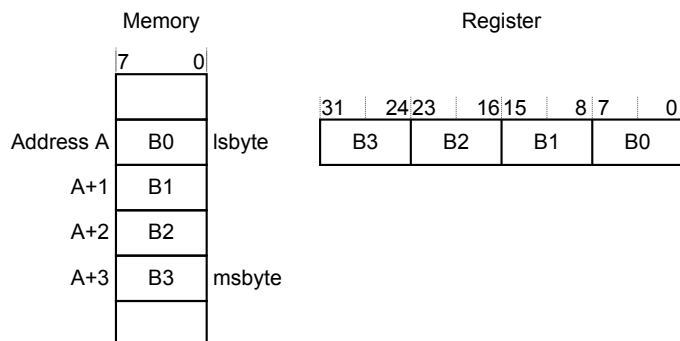 Memory Register
7 0
31 24 23 16 15 8 7 0
Address A B0 lsbyte B3 B2 B1 B0
A+1 B1
A+2 B2
A+3 B3 msbyte